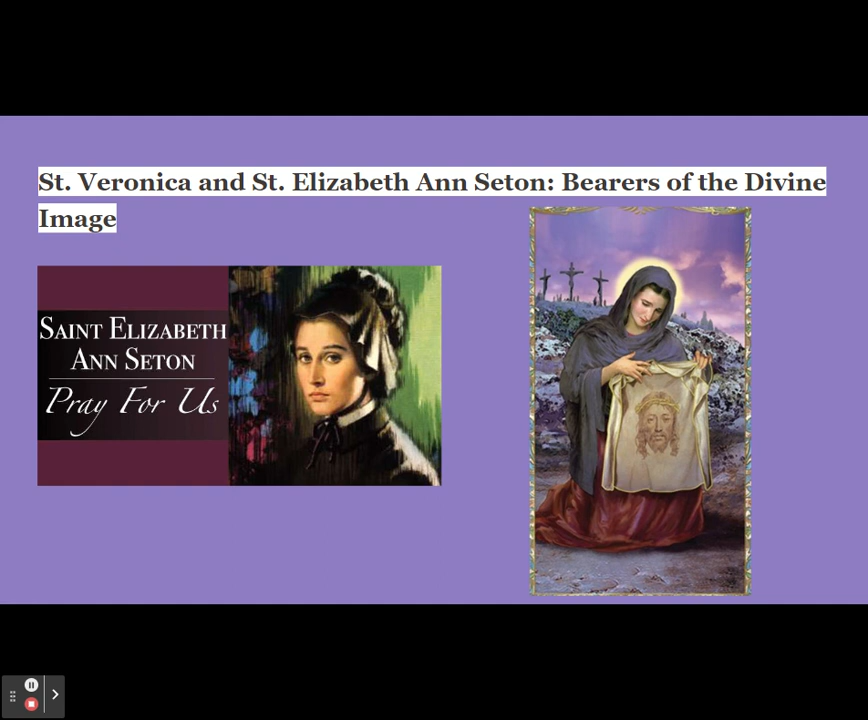 St. Veronica and St. Elizabeth Ann Seton: Bearers of the Divine
Image
SAINT ELIZABETH
ANN SETON
Pray For Us